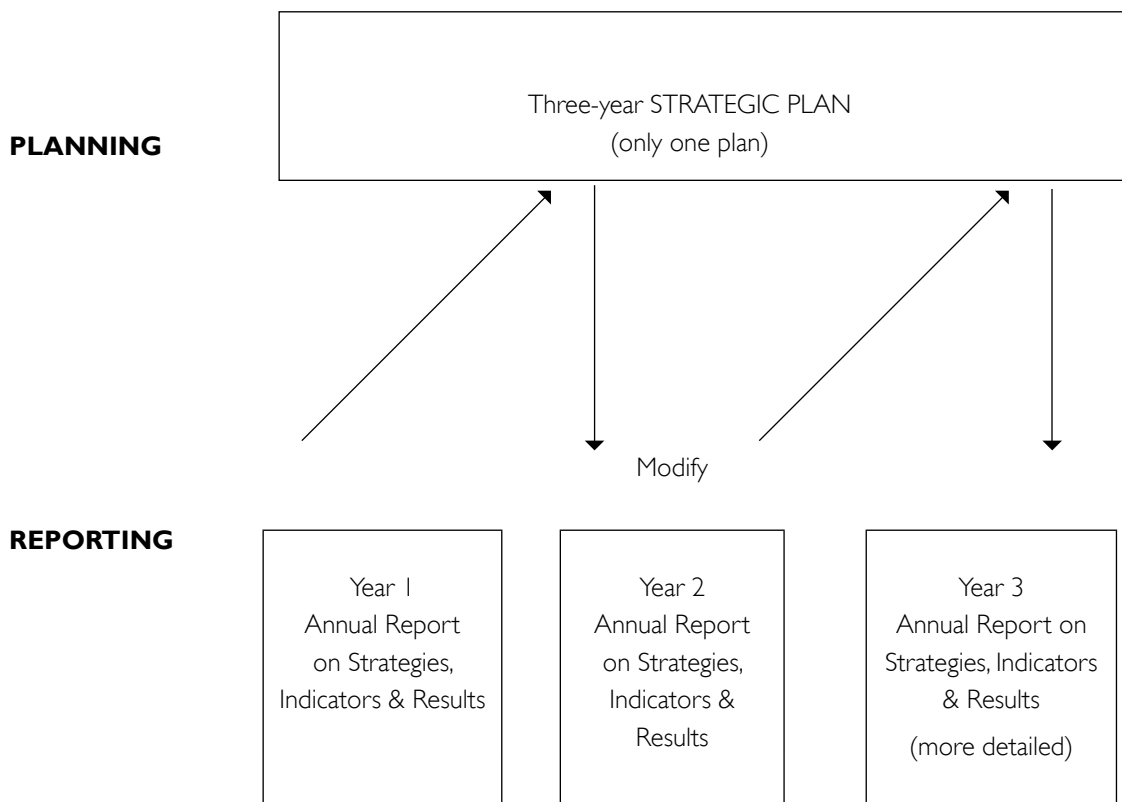 Three-year STRATEGIC PLAN
(only one plan)
PLANNING
Modify
REPORTING
Year 1
Annual Report
on Strategies,
Indicators & Results
Year 2
Annual Report
on Strategies,
Indicators &
Results
Year 3
Annual Report on
Strategies, Indicators
& Results
(more detailed)